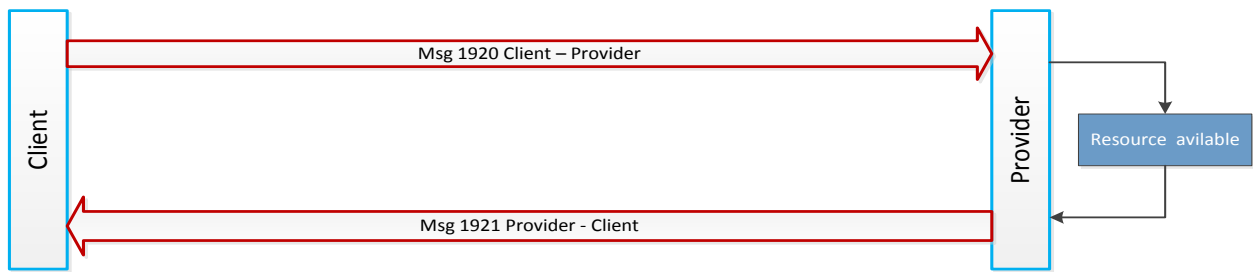 Client
Msg 1920 Client – Provider
Provider
Resource avilable
Msg 1921 Provider - Client